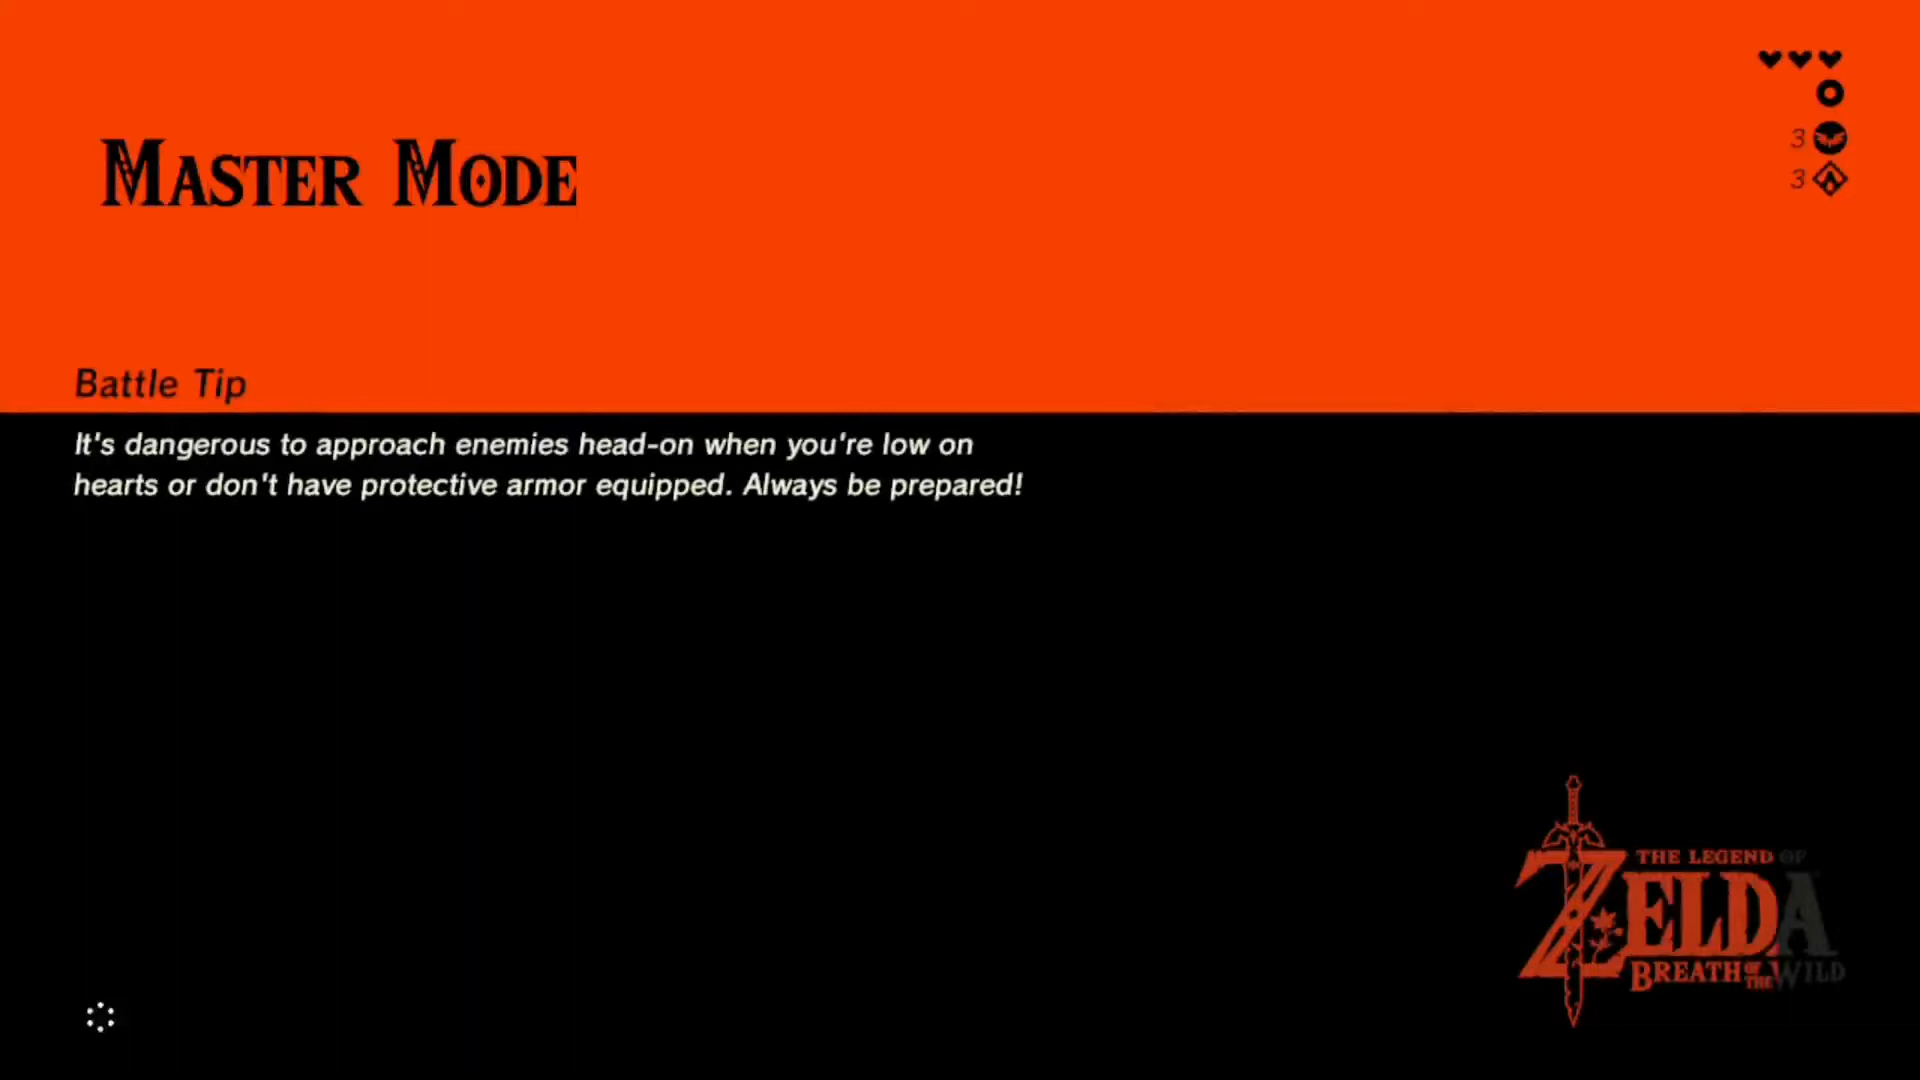 MASTER MODE
3
3
Battle Tip
It's dangerous to approach enemies head-on when you're low on
hearts or don't have protective armor equipped. Always be prepared!
THE LEGEND OF
ZELDA
BREATH OF THE WILD